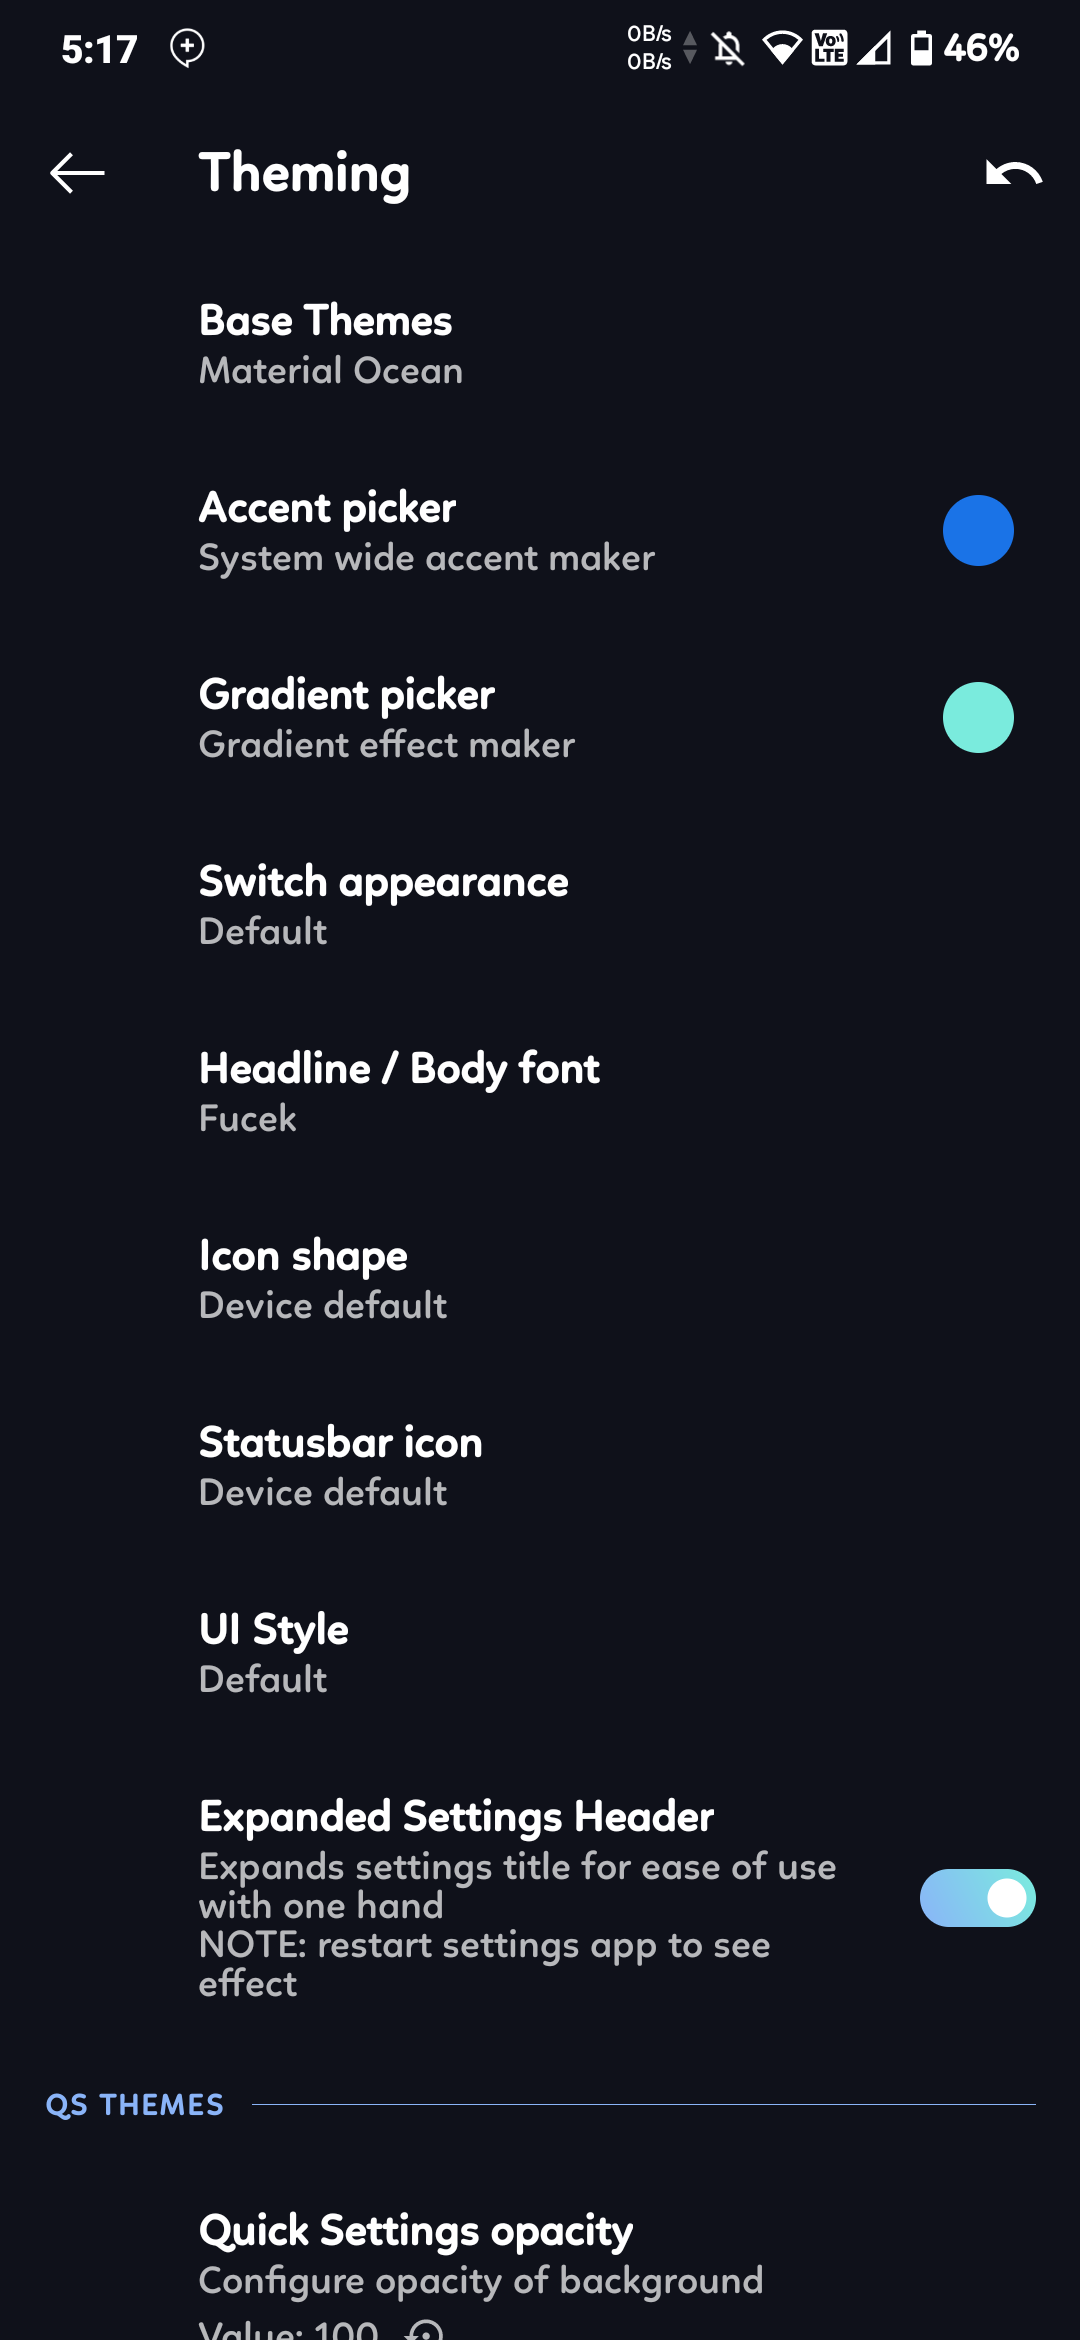 5:17
0B/s
0B/s
Vo
LTE
46%
Theming
Base Themes
Material Ocean
Accent picker
System wide accent maker
Gradient picker
Gradient effect maker
Switch appearance
Default
Headline / Body font
Fucek
Icon shape
Device default
Statusbar icon
Device default
UI Style
Default
Expanded Settings Header
Expands settings title for ease of use
with one hand
NOTE: restart settings app to see
effect
QS THEMES
Quick Settings opacity
Configure opacity of background
Value: 100